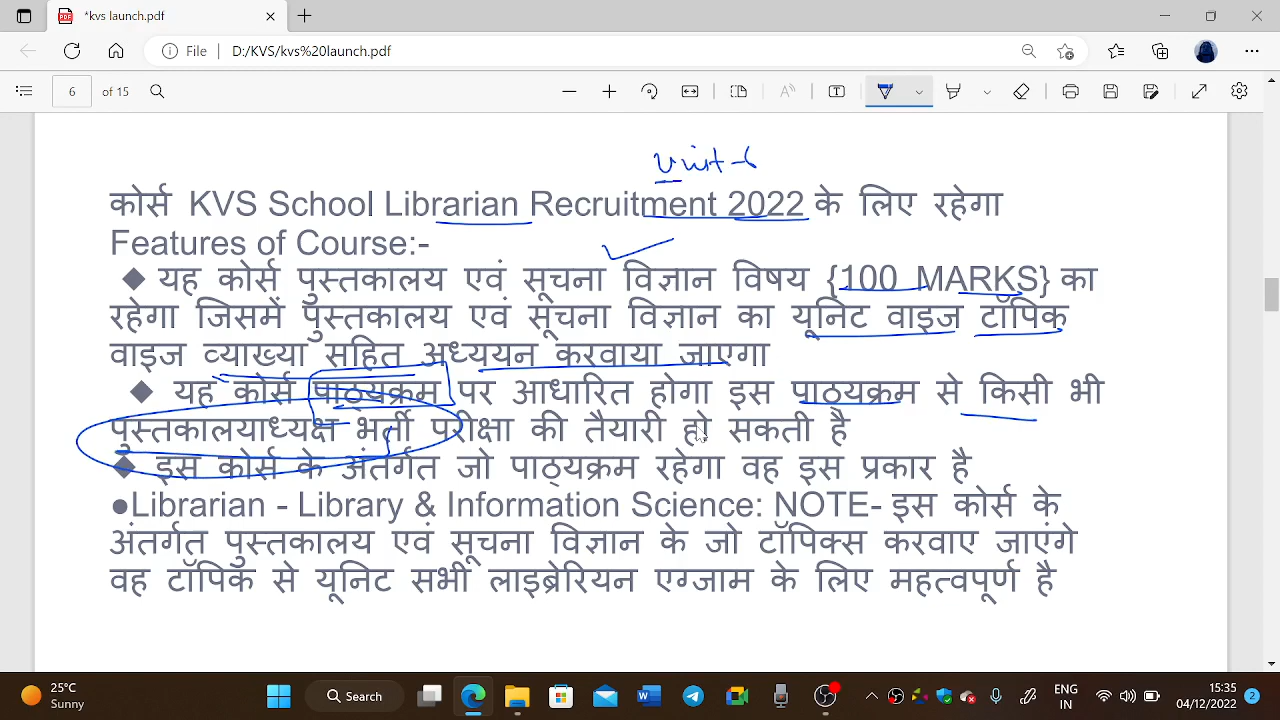 *kvs launch.pdf
File D:/KVS/kvs%20launch.pdf
6 of 15
Unit-6
कोर्स KVS School Librarian Recruitment 2022 के लिए रहेगा
Features of Course:-
◆ यह कोर्स पुस्तकालय एवं सूचना विज्ञान विषय {100 MARKS} का
रहेगा जिसमें पुस्तकालय एवं सूचना विज्ञान का यूनिट वाइज टॉपिक
वाइज व्याख्या सहित अध्ययन करवाया जाएगा
◆ यह कोर्स पाठ्यक्रम पर आधारित होगा इस पाठ्यक्रम से किसी भी
पुस्तकालयाध्यक्ष भर्ती परीक्षा की तैयारी हो सकती है
◆ इस कोर्स के अंतर्गत जो पाठ्यक्रम रहेगा वह इस प्रकार है
●Librarian - Library & Information Science: NOTE- इस कोर्स के
अंतर्गत पुस्तकालय एवं सूचना विज्ञान के जो टॉपिक्स करवाए जाएंगे
वह टॉपिक से यूनिट सभी लाइब्रेरियन एग्जाम के लिए महत्वपूर्ण है
25°C
Sunny
Search
ENG
IN
15:35
04/12/2022
2